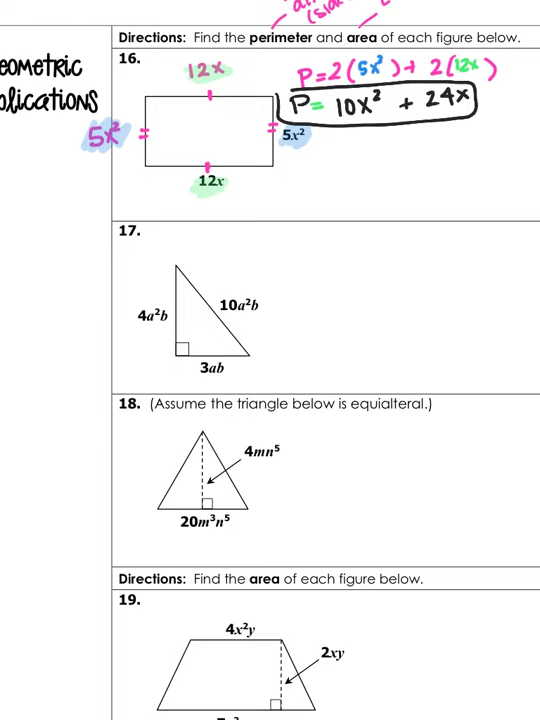 Directions: Find the perimeter and area of each figure below.
eometric
plications
16.
12x
P=2(5x²)+ 2(12x)
P= 10x² + 24x
5x²
5x²
12x
17.
4a²b
10a²b
3ab
18. (Assume the triangle below is equialteral.)
4mn⁵
20m³n⁵
Directions: Find the area of each figure below.
19.
4x²y
2xy